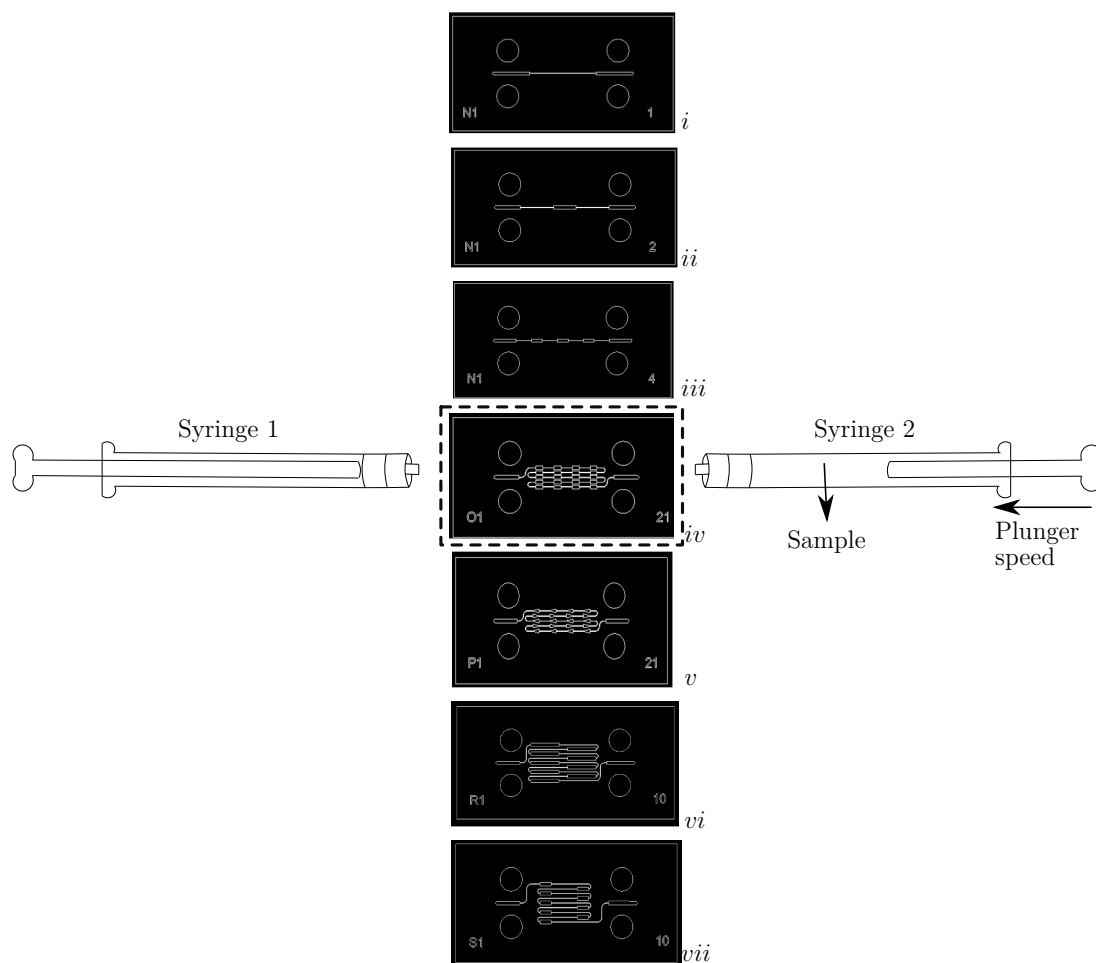 N1 1
i
N1 2
ii
N1 4
iii
Syringe 1
Syringe 2
O1 21
iv
Sample
Plunger
speed
P1 21
v
R1 10
vi
S1 10
vii